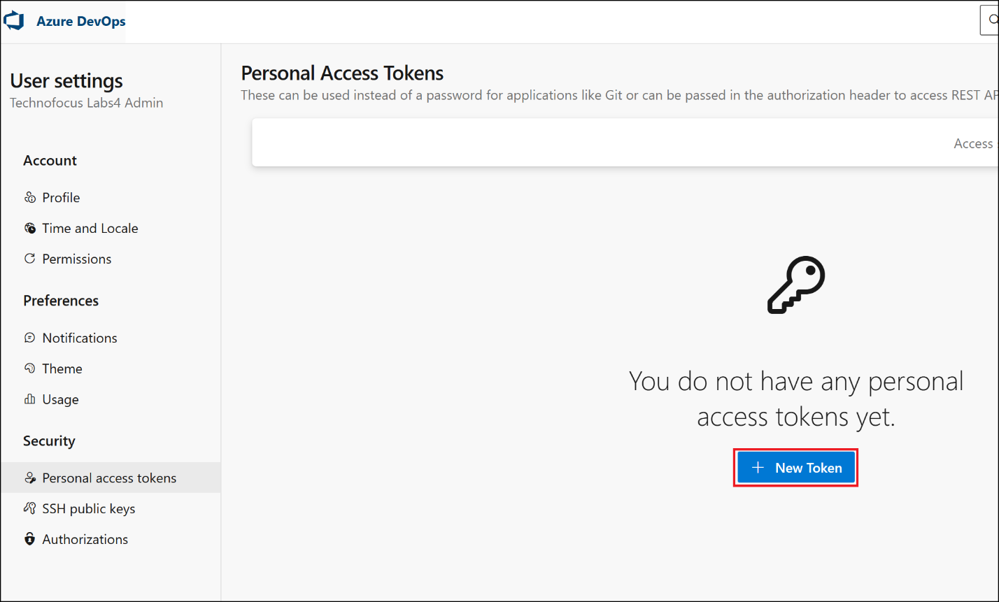 Azure DevOps
User settings
Technofocus Labs4 Admin
Account
Profile
Time and Locale
Permissions
Preferences
Notifications
Theme
Usage
Security
Personal access tokens
SSH public keys
Authorizations
Personal Access Tokens
These can be used instead of a password for applications like Git or can be passed in the authorization header to access REST AP
Access
You do not have any personal
access tokens yet.
+ New Token